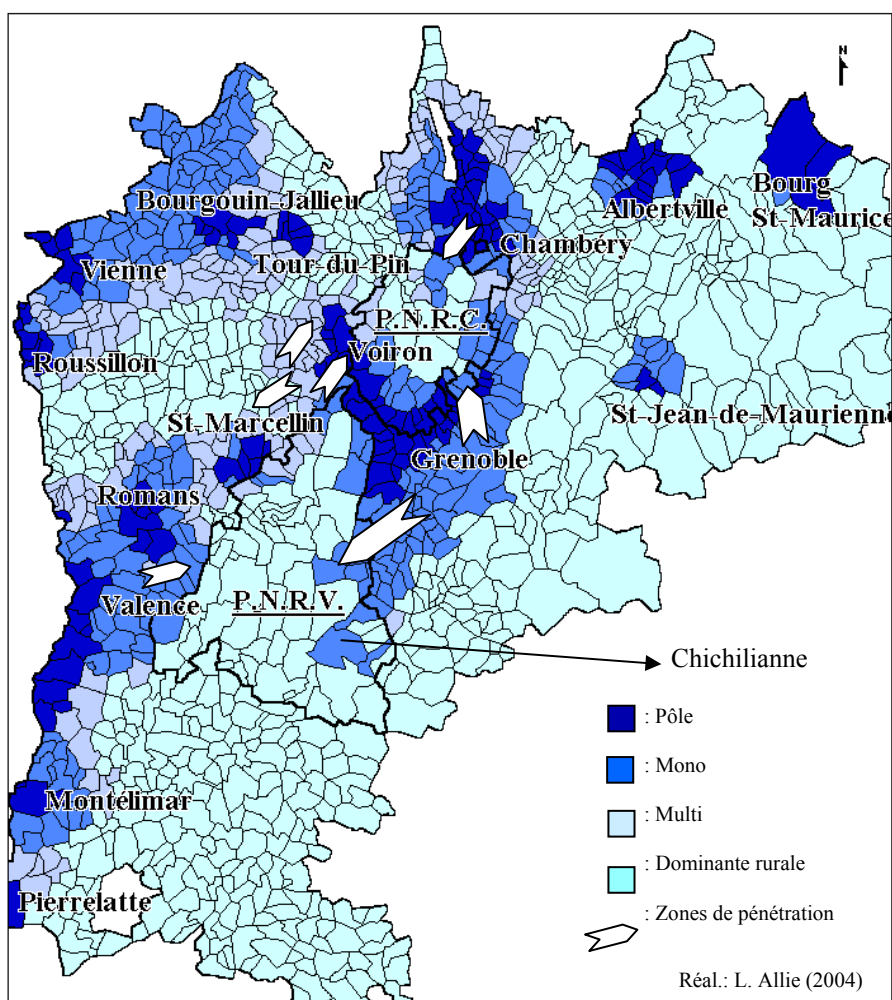 N
Bourgouin-Jallieu
Albertville
Bourg
St-Maurice
Vienne
Tour-du-Pin
Chambéry
P.N.R.C.
Roussillon
Voiron
St-Marcellin
St-Jean-de-Maurienne
Grenoble
Romans
Valence
P.N.R.V.
Chichilianne
: Pôle
: Mono
Montélimar
: Multi
: Dominante rurale
Pierrelatte
: Zones de pénétration
Réal.: L. Allie (2004)